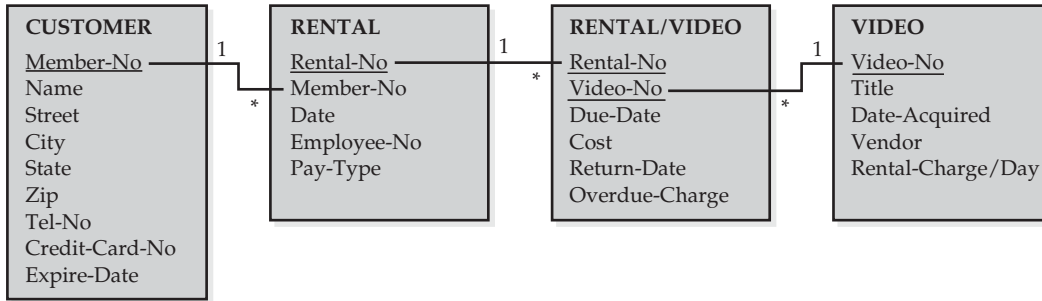 CUSTOMER
Member-No
Name
Street
City
State
Zip
Tel-No
Credit-Card-No
Expire-Date
1
*
RENTAL
Rental-No
Member-No
Date
Employee-No
Pay-Type
1
*
RENTAL/VIDEO
Rental-No
Video-No
Due-Date
Cost
Return-Date
Overdue-Charge
1
*
VIDEO
Video-No
Title
Date-Acquired
Vendor
Rental-Charge/Day